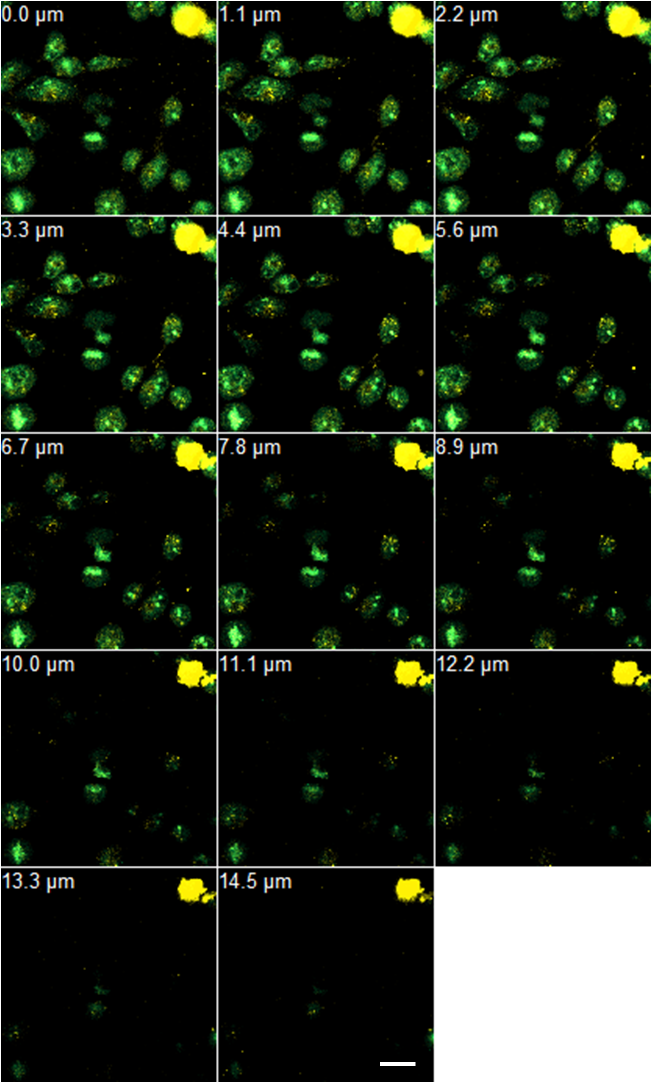 0.0 µm 1.1 µm 2.2 µm
3.3 µm 4.4 µm 5.6 µm
6.7 µm 7.8 µm 8.9 µm
10.0 µm 11.1 µm 12.2 µm
13.3 µm 14.5 µm